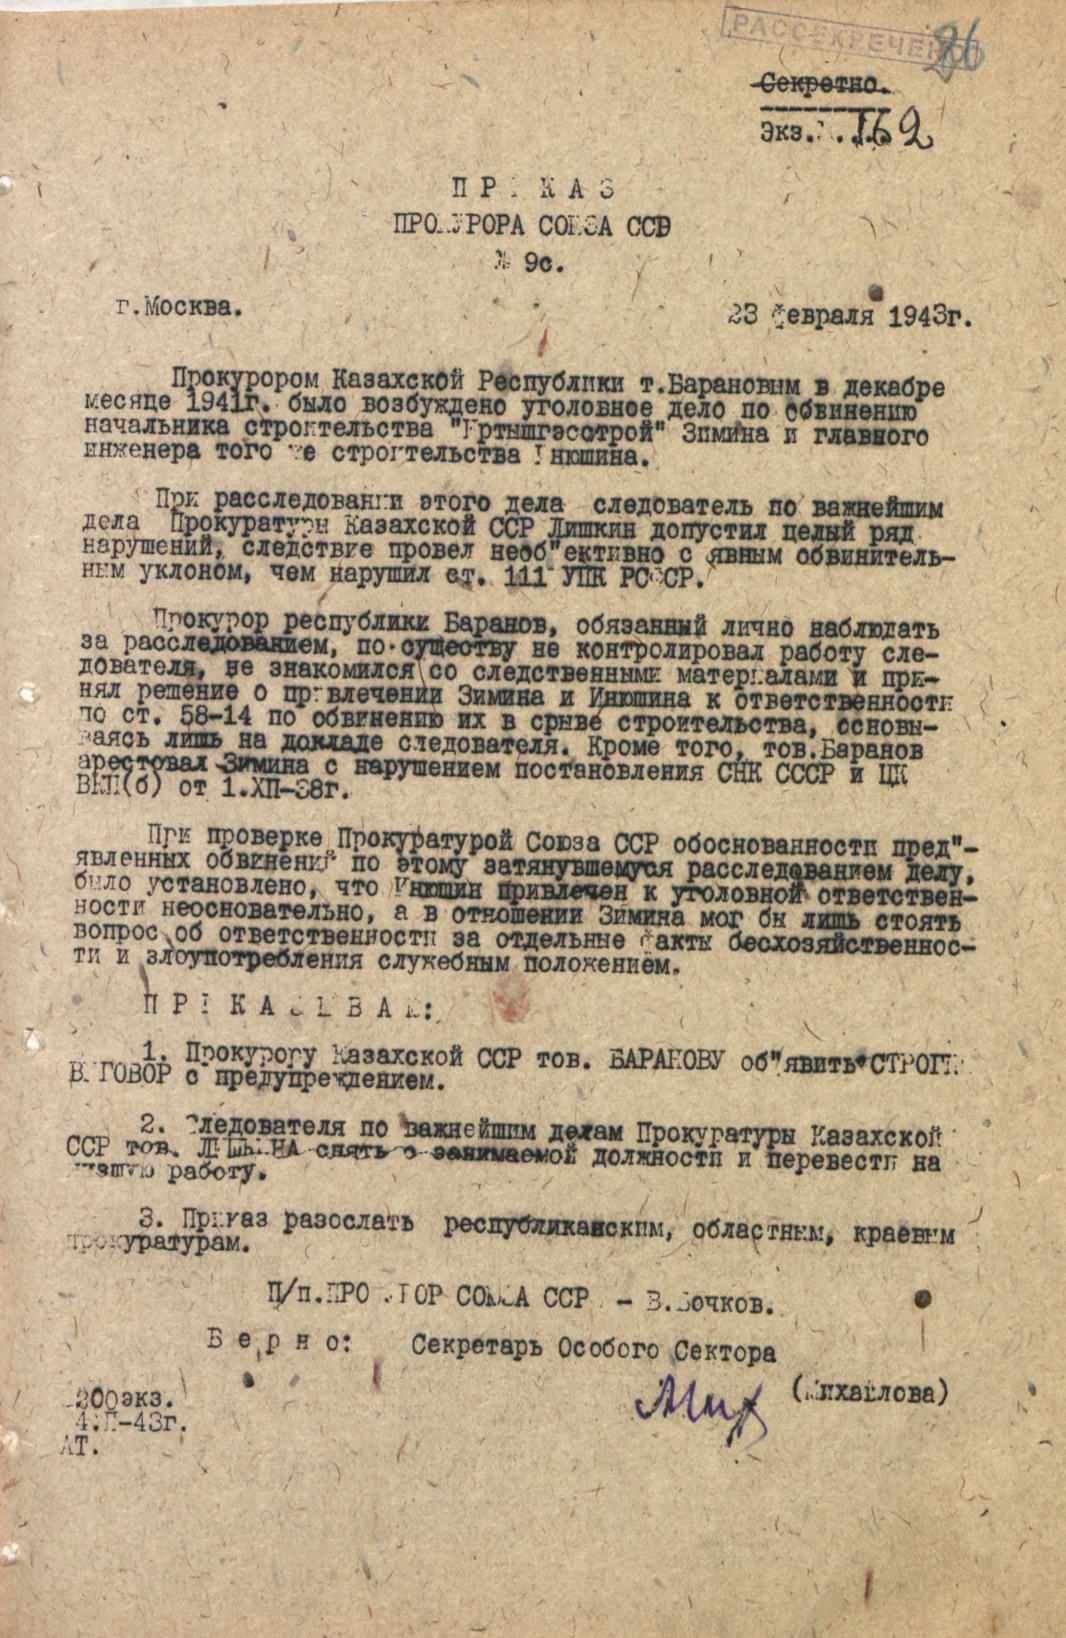 РАССЕКРЕЧЕНО
Секретно.
Экз. . . 162
П Р И К А З
ПРОКУРОРА СОЮЗА ССР
№ 9с.
г.Москва.
23 февраля 1943г.
Прокурором Казахской Республики т.Барановым в декабре
месяце 1941г. было возбуждено уголовное дело по обвинению
начальника строительства "Иртышгэсстрой" Зимина и главного
инженера того же строительства Инюшина.
При расследовании этого дела следователь по важнейшим
дела Прокуратуры Казахской ССР Лишкин допустил целый ряд
нарушений, следствие провел необ"ективно с явным обвинитель-
ным уклоном, чем нарушил ст. 111 УПК РСФСР.
Прокурор республики Баранов, обязанный лично наблюдать
за расследованием, по существу не контролировал работу сле-
дователя, не знакомился со следственными материалами и при-
нял решение о привлечении Зимина и Инюшина к ответственности
по ст. 58-14 по обвинению их в срыве строительства, основы-
ваясь лишь на докладе следователя. Кроме того, тов.Баранов
арестовал Зимина с нарушением постановления СНК СССР и ЦК
ВКП(б) от 1.ХП-38г.
При проверке Прокуратурой Союза ССР обоснованности пред"-
явленных обвинений по этому затянувшемуся расследованием делу,
было установлено, что Инюшин привлечен к уголовной ответствен-
ности неосновательно, а в отношении Зимина мог бы лишь стоять
вопрос об ответственности за отдельные факты бесхозяйственнос-
ти и злоупотребления служебным положением.
П Р И К А З Ы В А Ю:
1. Прокурору Казахской ССР тов. БАРАНОВУ об"явить СТРОГИЙ
ВЫГОВОР с предупреждением.
2. Следователя по важнейшим делам Прокуратуры Казахской
ССР тов. ЛИШКИНА снять с занимаемой должности и перевести на
низшую работу.
3. Приказ разослать республиканским, областным, краевым
прокуратурам.
П/п.ПРОКУРОР СОЮЗА ССР - В.Бочков.
В е р н о: Секретарь Особого Сектора
(Михайлова)
200экз.
-43г.
АТ.